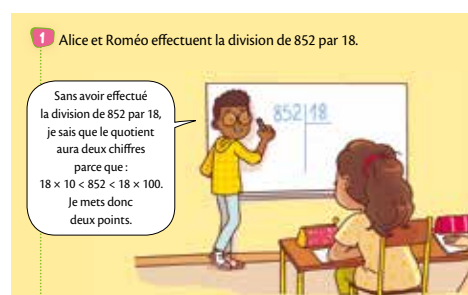 1 Alice et Roméo effectuent la division de 852 par 18.
Sans avoir effectué
la division de 852 par 18,
je sais que le quotient
aura deux chiffres
parce que :
18 × 10 < 852 < 18 × 100.
Je mets donc
deux points.
852 18